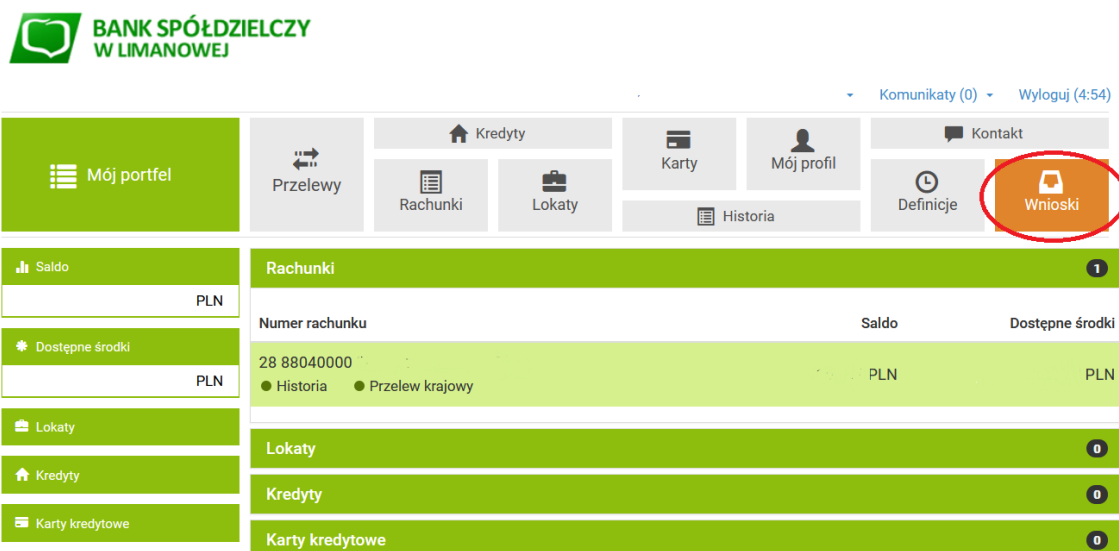 BANK SPÓŁDZIELCZY
W LIMANOWEJ
Komunikaty (0) Wyloguj (4:54)
Mój portfel
Przelewy
Kredyty
Rachunki
Lokaty
Karty
Mój profil
Historia
Kontakt
Definicje
Wnioski
Saldo
PLN
Dostępne środki
PLN
Lokaty
Kredyty
Karty kredytowe
Rachunki 1
Numer rachunku Saldo Dostępne środki
28 88040000 PLN PLN
Historia Przelew krajowy
Lokaty 0
Kredyty 0
Karty kredytowe 0